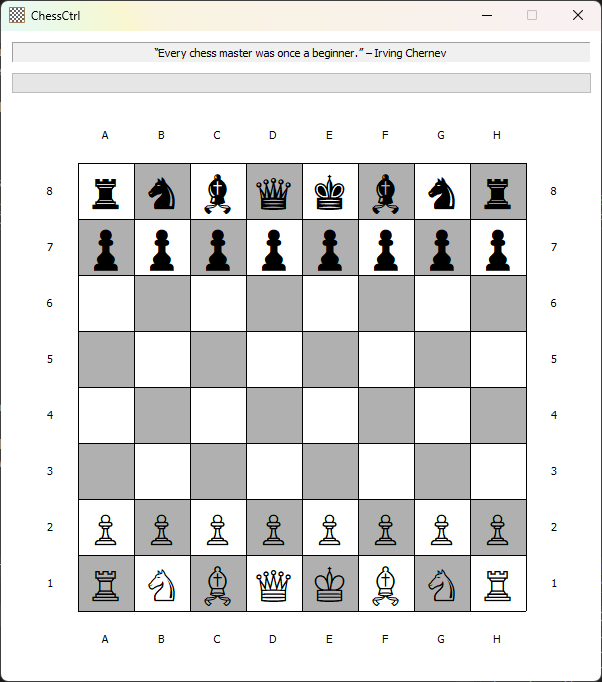 ChessCtrl
“Every chess master was once a beginner.” – Irving Chernev
A B C D E F G H
8 8
7 7
6 6
5 5
4 4
3 3
2 2
1 1
A B C D E F G H